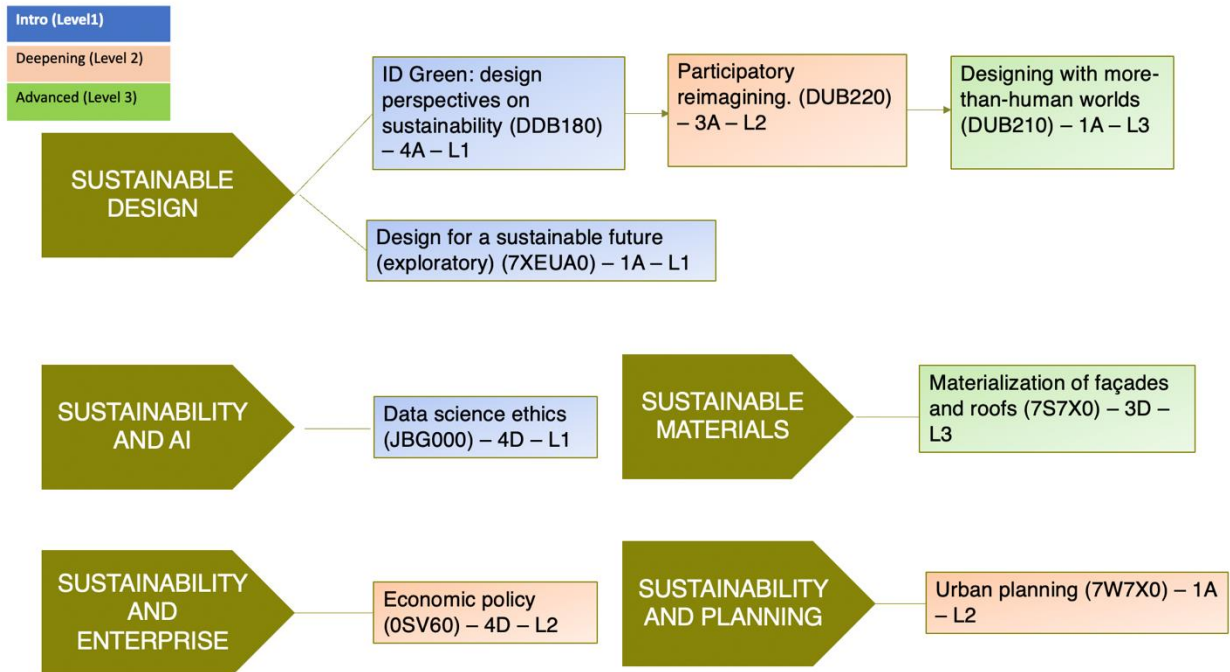 Intro (Level1)
Deepening (Level 2)
Advanced (Level 3)
SUSTAINABLE
DESIGN
ID Green: design
perspectives on
sustainability (DDB180)
– 4A – L1
Participatory
reimagining. (DUB220)
– 3A – L2
Designing with more-
than-human worlds
(DUB210) – 1A – L3
Design for a sustainable future
(exploratory) (7XEUA0) – 1A – L1
SUSTAINABILITY
AND AI
Data science ethics
(JBG000) – 4D – L1
SUSTAINABLE
MATERIALS
Materialization of façades
and roofs (7S7X0) – 3D –
L3
SUSTAINABILITY
AND
ENTERPRISE
Economic policy
(0SV60) – 4D – L2
SUSTAINABILITY
AND PLANNING
Urban planning (7W7X0) – 1A
– L2